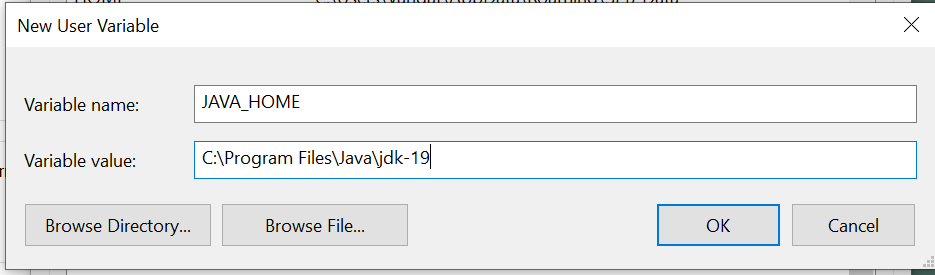 New User Variable
Variable name:
JAVA_HOME
Variable value:
C:\Program Files\Java\jdk-19
Browse Directory...
Browse File...
OK
Cancel